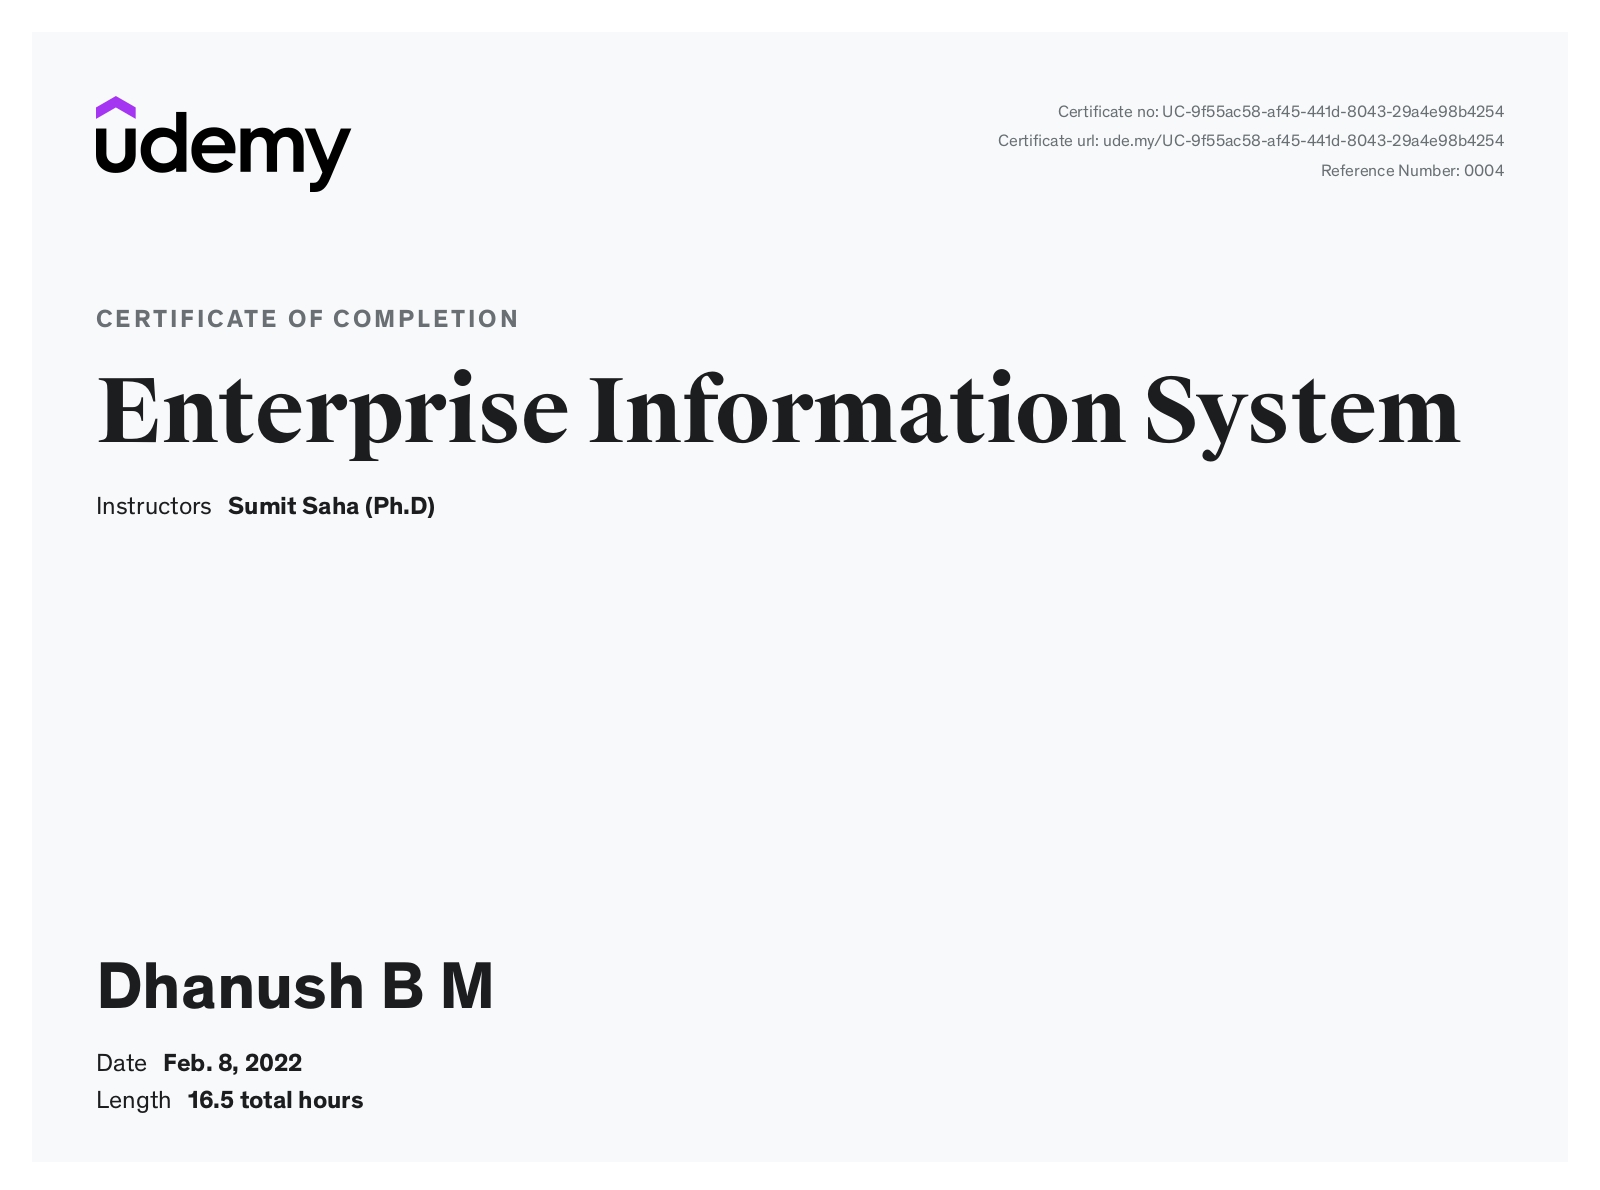 udemy
Certificate no: UC-9f55ac58-af45-441d-8043-29a4e98b4254
Certificate url: ude.my/UC-9f55ac58-af45-441d-8043-29a4e98b4254
Reference Number: 0004
CERTIFICATE OF COMPLETION
Enterprise Information System
Instructors Sumit Saha (Ph.D)
Dhanush B M
Date Feb. 8, 2022
Length 16.5 total hours